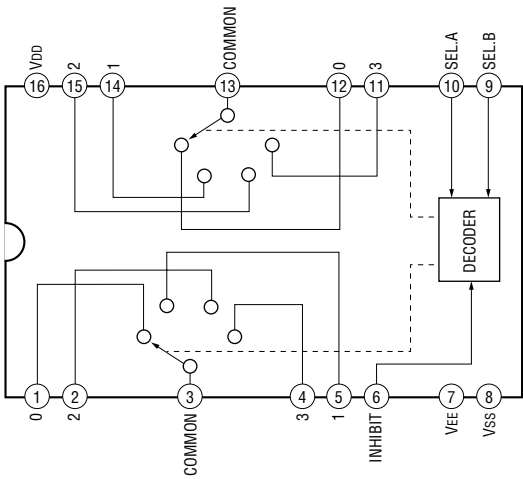 16 VDD
15 2
14 1
13 COMMON
12 0
11 3
10 SEL.A
9 SEL.B
DECODER
1 0
2 2
3 COMMON
4 3
5 1
6 INHIBIT
7 VEE
8 VSS